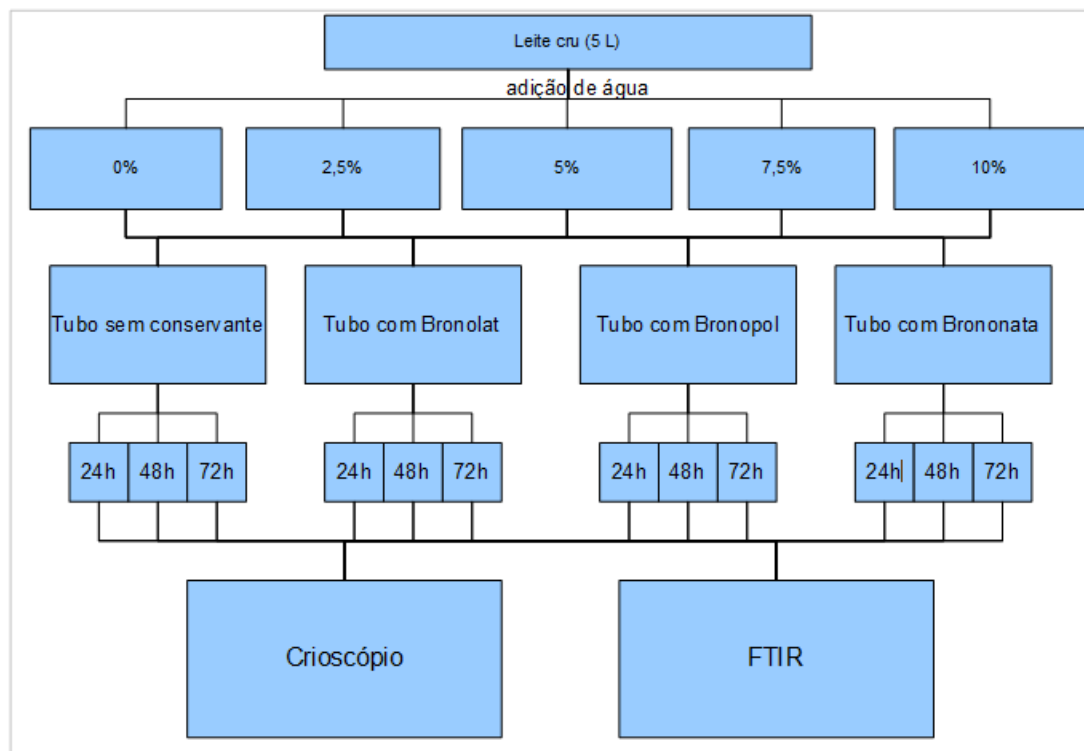 Leite cru (5 L)
adição de água
0%
2,5%
5%
7,5%
10%
Tubo sem conservante
Tubo com Bronolat
Tubo com Bronopol
Tubo com Brononata
24h
48h
72h
24h
48h
72h
24h
48h
72h
24h
48h
72h
Crioscópio
FTIR